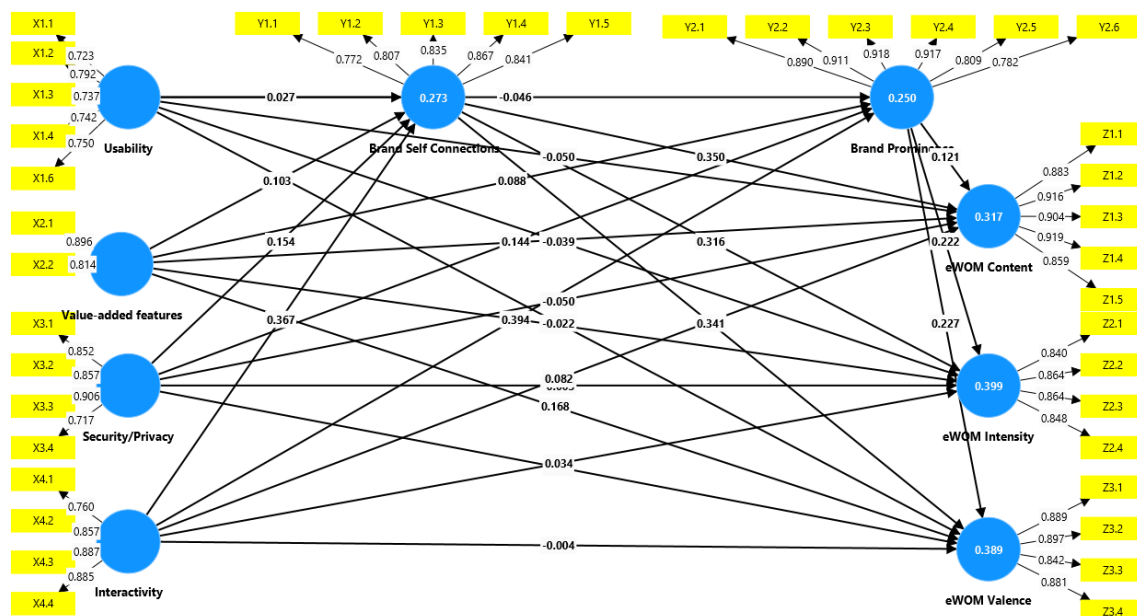 X1.1
Y1.1
Y1.2
Y1.3
Y1.4
Y1.5
Y2.1
Y2.2
Y2.3
Y2.4
Y2.5
Y2.6
X1.2
0.723
0.792
X1.3
0.737
0.742
X1.4
0.750
X1.6
Usability
0.772
0.807
0.835
0.867
0.841
0.273
Brand Self Connections
0.890
0.911
0.918
0.917
0.809
0.782
0.250
Brand Prominence
0.027
-0.046
0.103
0.154
0.367
0.088
0.144
0.394
-0.050
0.350
0.121
-0.039
0.316
0.222
-0.050
-0.022
0.341
0.227
0.082
0.168
0.034
-0.004
X2.1
0.896
X2.2
0.814
Value-added features
X3.1
0.852
X3.2
0.857
0.906
X3.3
0.717
X3.4
Security/Privacy
X4.1
0.760
X4.2
0.857
X4.3
0.887
0.885
X4.4
Interactivity
Z1.1
0.883
Z1.2
0.916
0.317
0.904
Z1.3
0.919
Z1.4
0.859
eWOM Content
Z1.5
Z2.1
0.840
0.864
Z2.2
0.399
0.864
Z2.3
0.848
eWOM Intensity
Z2.4
Z3.1
0.889
0.897
Z3.2
0.389
0.842
Z3.3
0.881
eWOM Valence
Z3.4